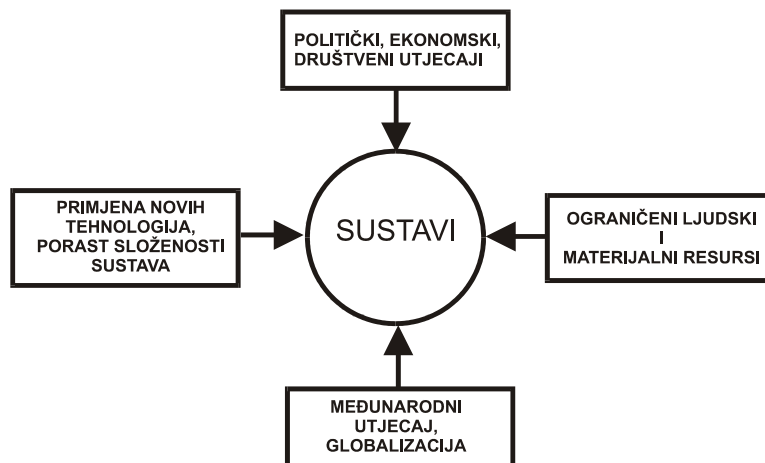 POLITIČKI, EKONOMSKI,
DRUŠTVENI UTJECAJI
PRIMJENA NOVIH
TEHNOLOGIJA,
PORAST SLOŽENOSTI
SUSTAVA
SUSTAVI
OGRANIČENI LJUDSKI
I
MATERIJALNI RESURSI
MEĐUNARODNI
UTJECAJ,
GLOBALIZACIJA